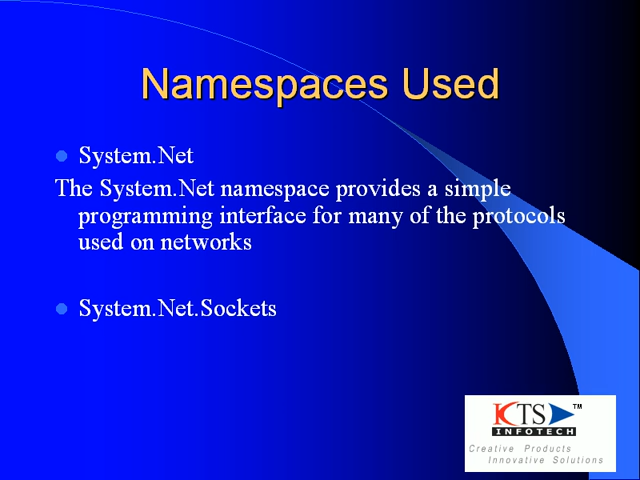 Namespaces Used
System.Net
The System.Net namespace provides a simple
programming interface for many of the protocols
used on networks
System.Net.Sockets
KTS TM
INFOTECH
Creative Products
Innovative Solutions